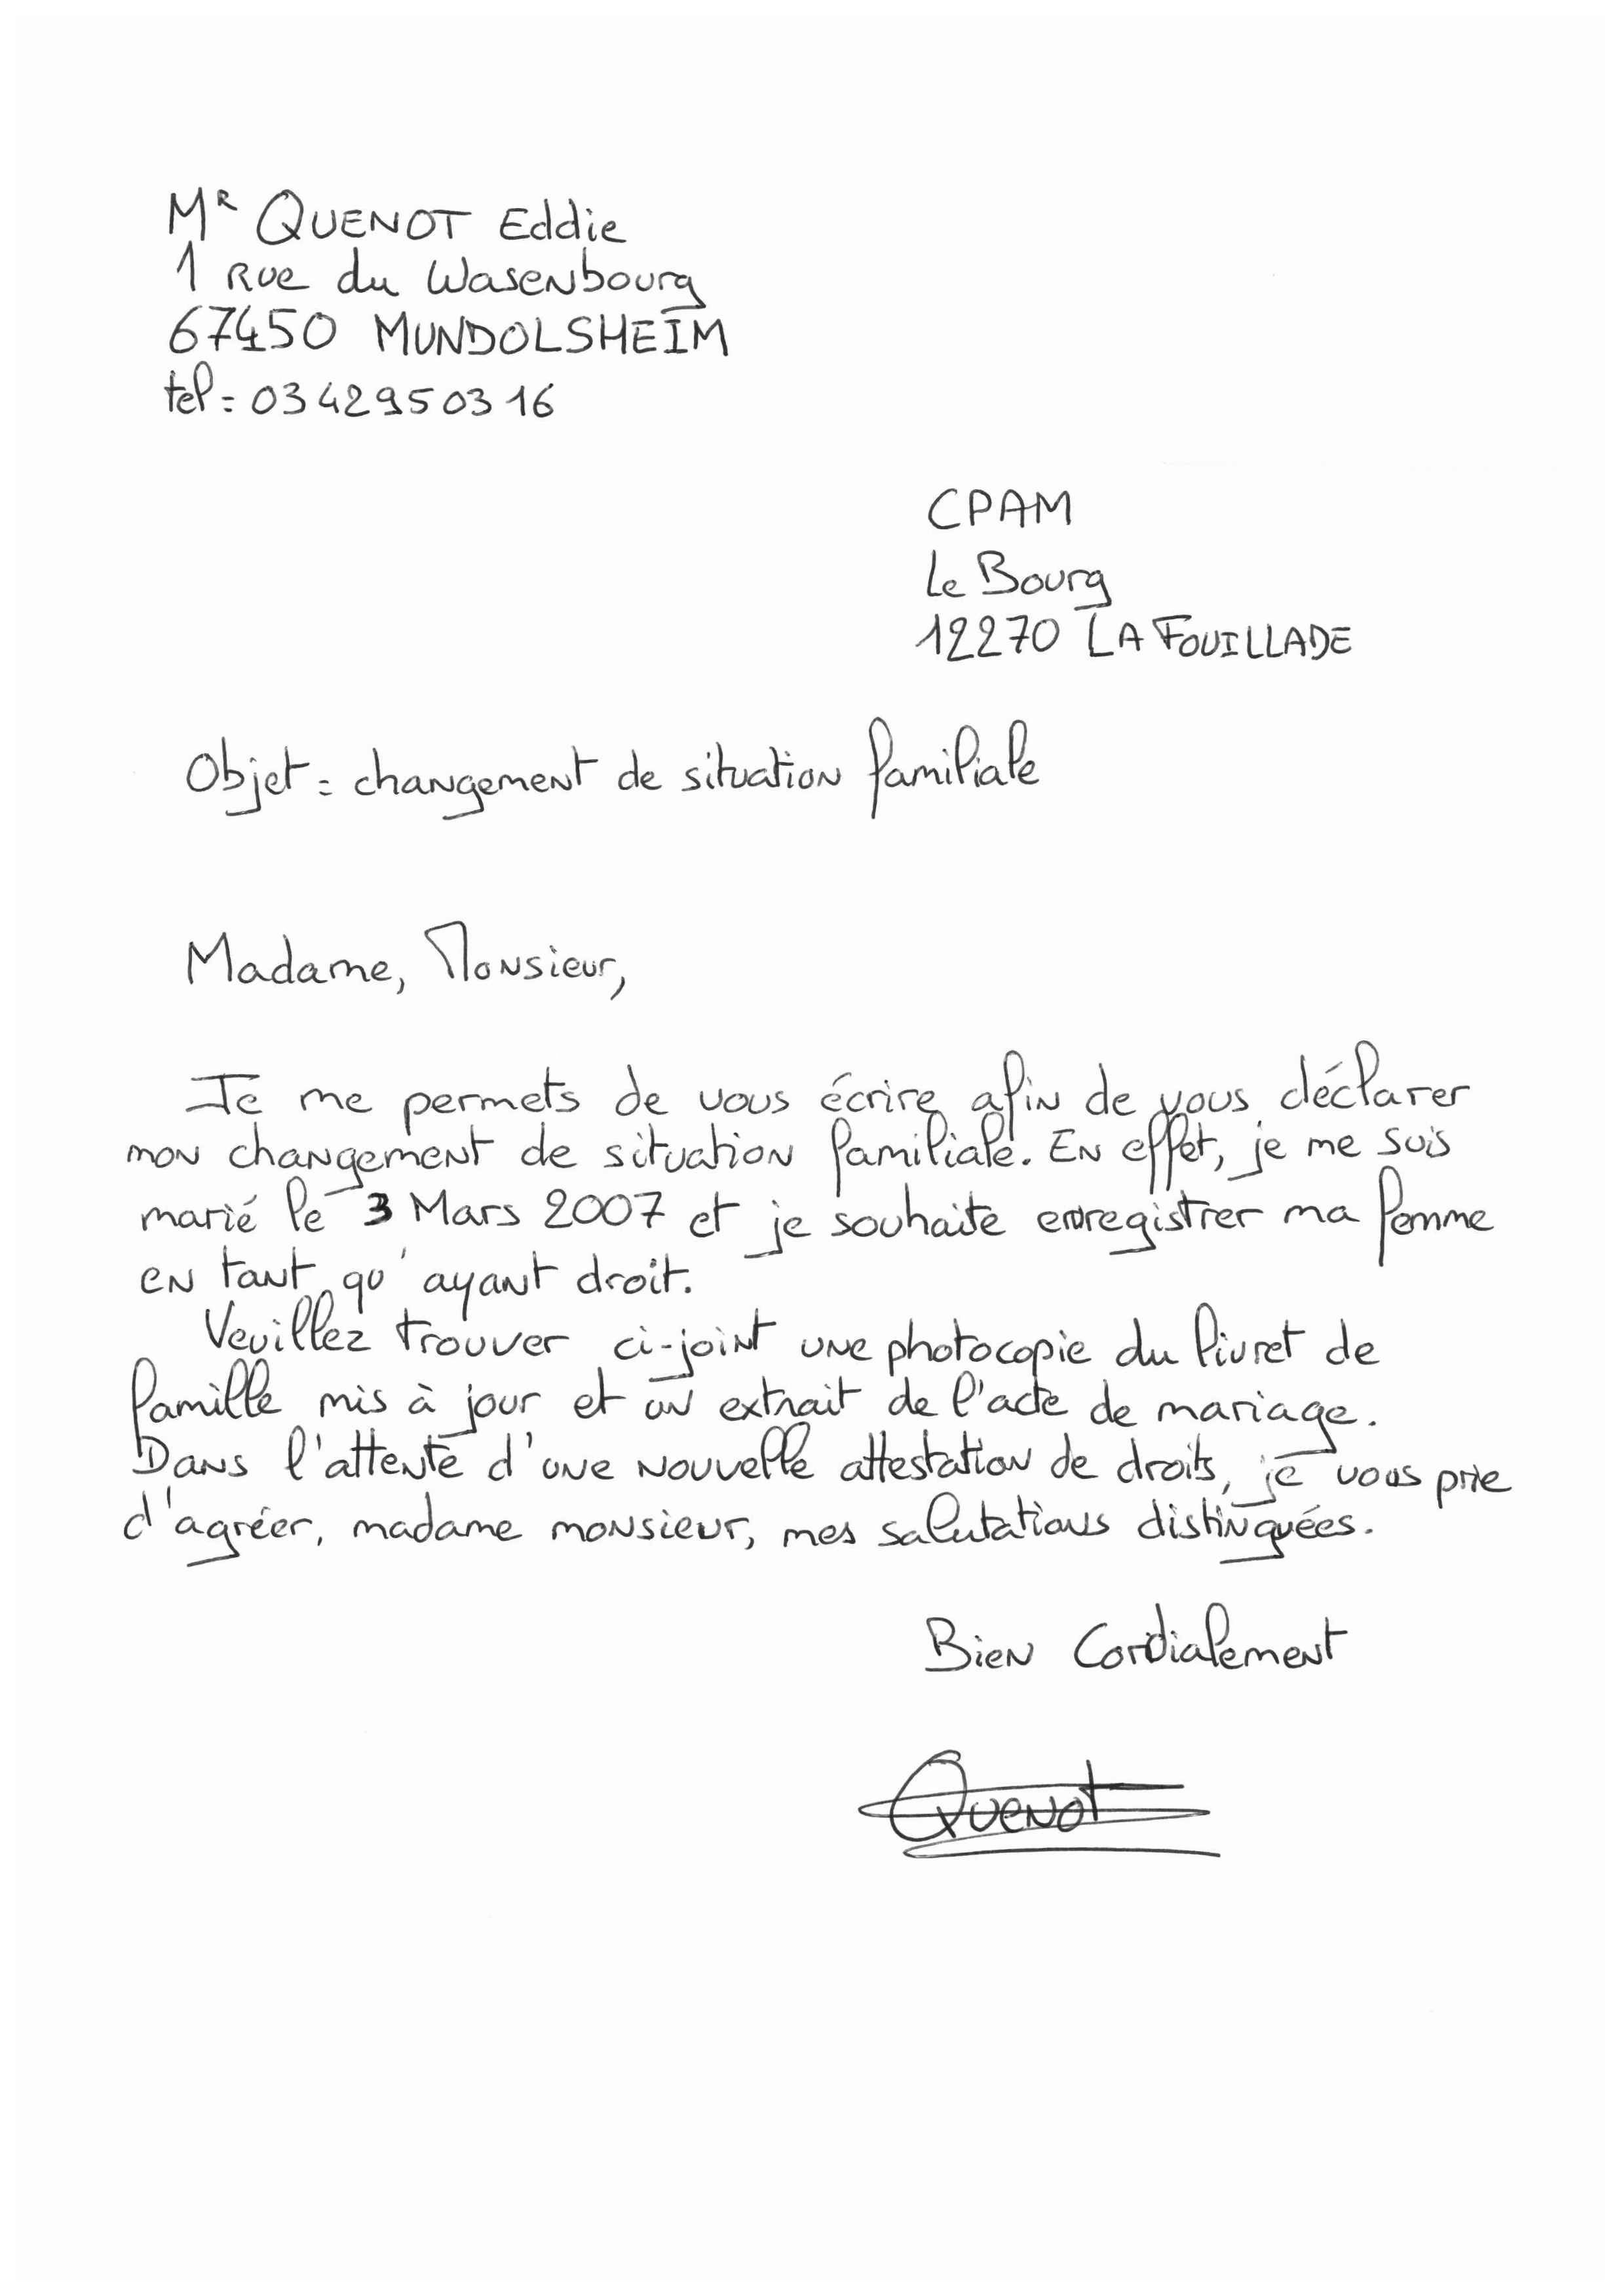 Mr QUENOT Eddie
1 Rue du Wasenbourg
67450 MUNDOLSHEIM
tel = 03 42 95 03 16
CPAM
Le Bourg
12270 LA FOUILLADE
Objet = changement de situation familiale
Madame, Monsieur,
Je me permets de vous écrire afin de vous déclarer
mon changement de situation familiale. En effet, je me suis
marié le 3 Mars 2007 et je souhaite enregistrer ma femme
en tant qu'ayant droit.
Veuillez trouver ci-joint une photocopie du livret de
famille mis à jour et un extrait de l'acte de mariage.
Dans l'attente d'une nouvelle attestation de droits, je vous prie
d'agréer, madame monsieur, mes salutations distinguées.
Bien Cordialement
Quenot